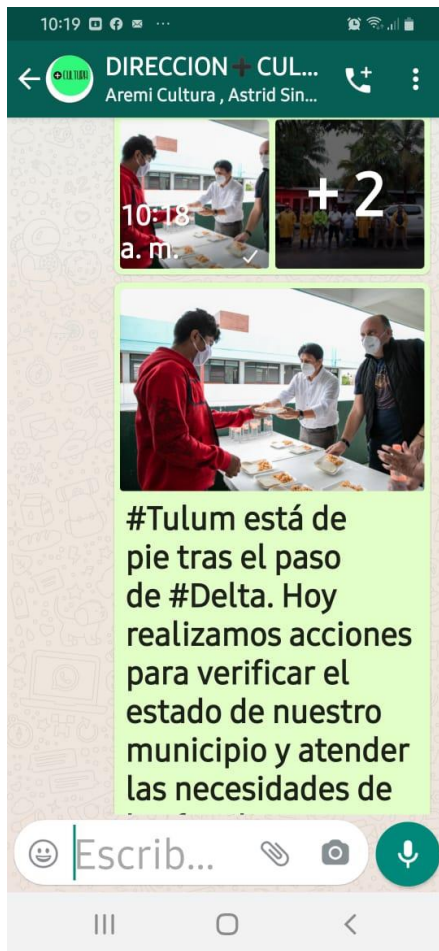 10:19
DIRECCION + CUL...
Aremi Cultura , Astrid Sin...
+CULTURA
+ 2
10:18
a. m.
#Tulum está de
pie tras el paso
de #Delta. Hoy
realizamos acciones
para verificar el
estado de nuestro
municipio y atender
las necesidades de
Escrib...